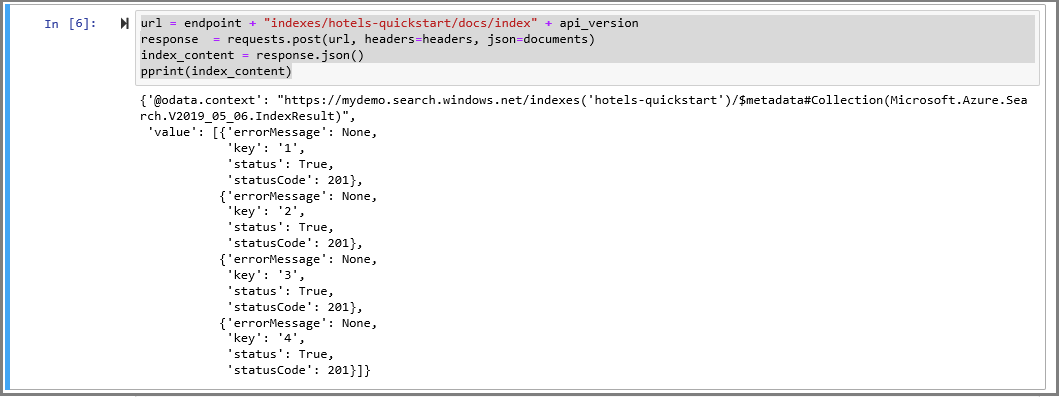 In [6]: url = endpoint + "indexes/hotels-quickstart/docs/index" + api_version
response  = requests.post(url, headers=headers, json=documents)
index_content = response.json()
pprint(index_content)
{'@odata.context': "https://mydemo.search.windows.net/indexes('hotels-quickstart')/$metadata#Collection(Microsoft.Azure.Sea
rch.V2019_05_06.IndexResult)",
 'value': [{'errorMessage': None,
            'key': '1',
            'status': True,
            'statusCode': 201},
           {'errorMessage': None,
            'key': '2',
            'status': True,
            'statusCode': 201},
           {'errorMessage': None,
            'key': '3',
            'status': True,
            'statusCode': 201},
           {'errorMessage': None,
            'key': '4',
            'status': True,
            'statusCode': 201}]}